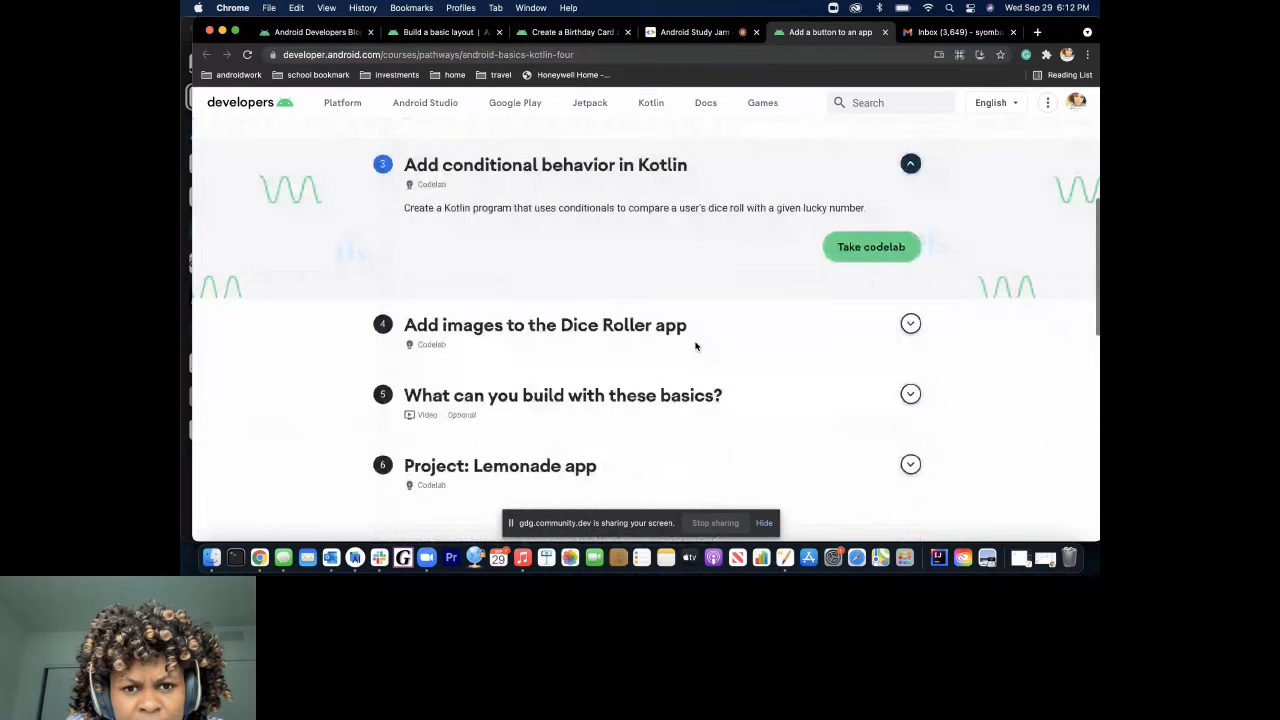 Chrome File Edit View History Bookmarks Profiles Tab Window Help Wed Sep 29 6:12 PM
Android Developers Blog Build a basic layout | A Create a Birthday Card a Android Study Jam Add a button to an app Inbox (3,649) - syombu
developer.android.com/courses/pathways/android-basics-kotlin-four
androidwork school bookmark investments home travel Honeywell Home -... Reading List
developers Platform Android Studio Google Play Jetpack Kotlin Docs Games Search English
3 Add conditional behavior in Kotlin
Codelab
Create a Kotlin program that uses conditionals to compare a user's dice roll with a given lucky number.
Take codelab
4 Add images to the Dice Roller app
Codelab
5 What can you build with these basics?
Video Optional
6 Project: Lemonade app
Codelab
gdg.community.dev is sharing your screen. Stop sharing Hide